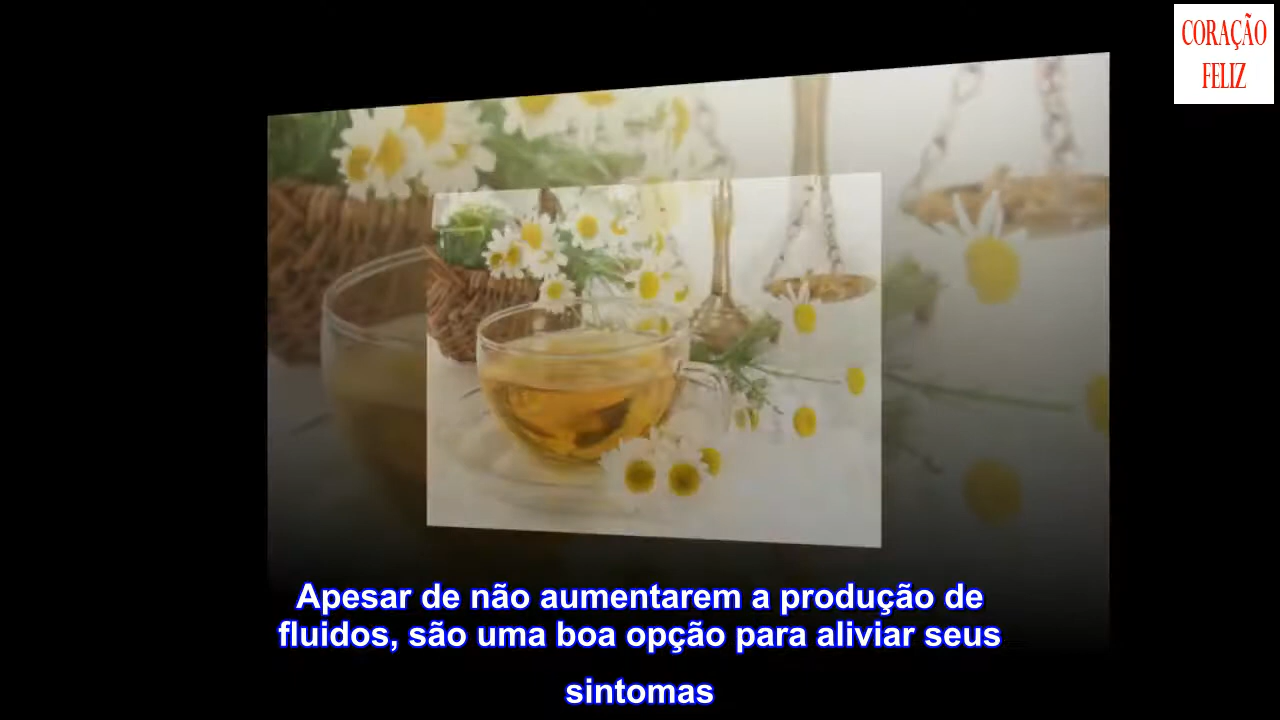 CORAÇÃO
FELIZ
Apesar de não aumentarem a produção de
fluidos, são uma boa opção para aliviar seus
sintomas